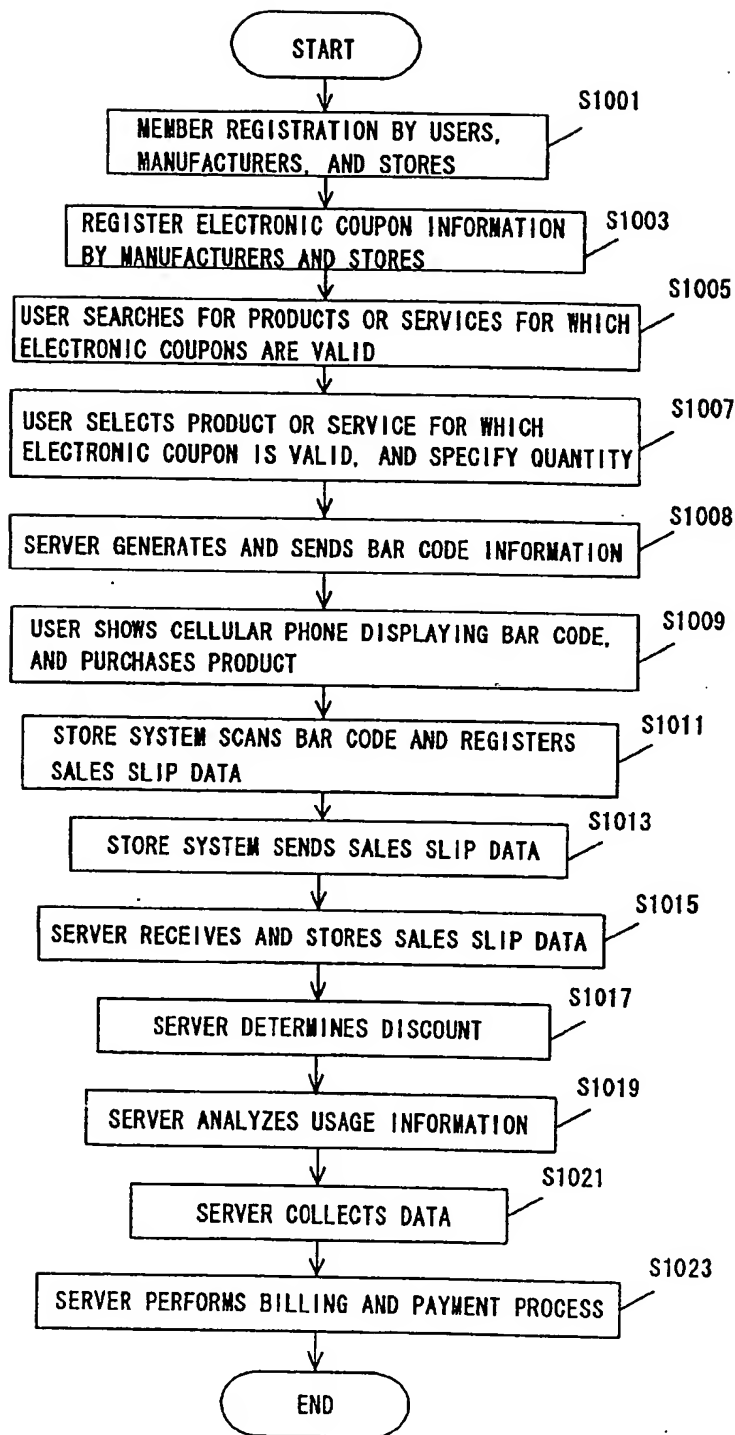 START
S1001
MEMBER REGISTRATION BY USERS,
MANUFACTURERS, AND STORES
S1003
REGISTER ELECTRONIC COUPON INFORMATION
BY MANUFACTURERS AND STORES
S1005
USER SEARCHES FOR PRODUCTS OR SERVICES FOR WHICH
ELECTRONIC COUPONS ARE VALID
S1007
USER SELECTS PRODUCT OR SERVICE FOR WHICH
ELECTRONIC COUPON IS VALID, AND SPECIFY QUANTITY
S1008
SERVER GENERATES AND SENDS BAR CODE INFORMATION
S1009
USER SHOWS CELLULAR PHONE DISPLAYING BAR CODE,
AND PURCHASES PRODUCT
S1011
STORE SYSTEM SCANS BAR CODE AND REGISTERS
SALES SLIP DATA
S1013
STORE SYSTEM SENDS SALES SLIP DATA
S1015
SERVER RECEIVES AND STORES SALES SLIP DATA
S1017
SERVER DETERMINES DISCOUNT
S1019
SERVER ANALYZES USAGE INFORMATION
S1021
SERVER COLLECTS DATA
S1023
SERVER PERFORMS BILLING AND PAYMENT PROCESS
END